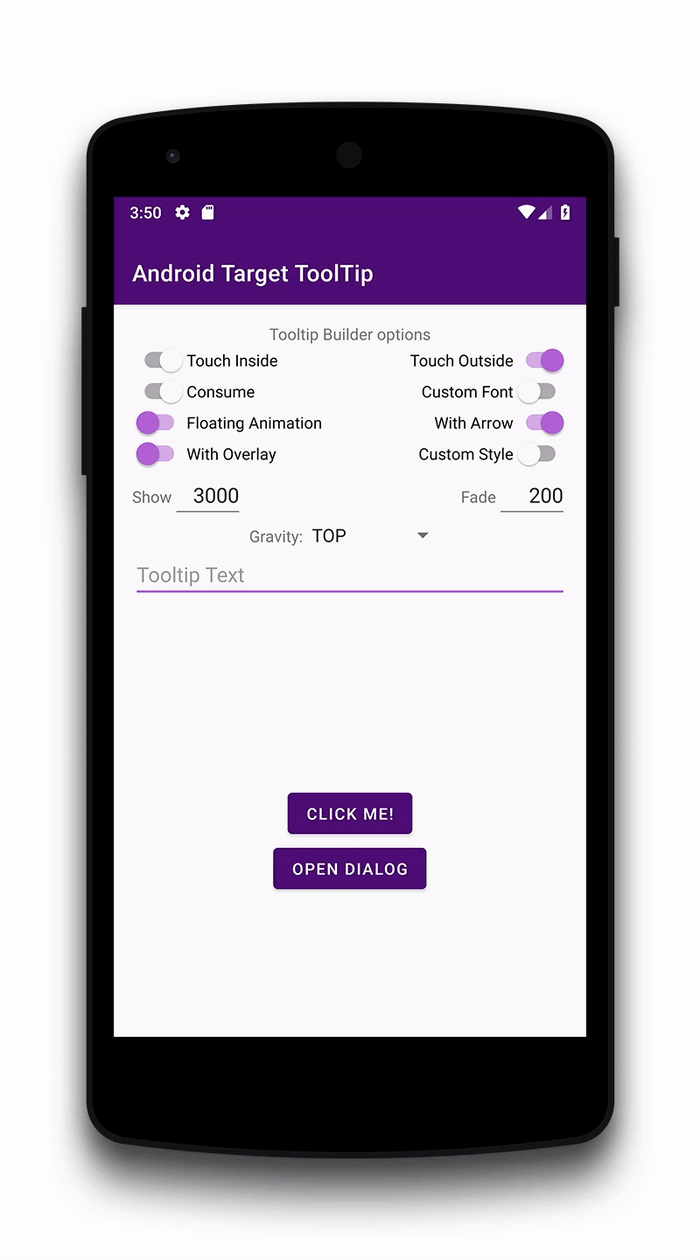 3:50
Android Target ToolTip
Tooltip Builder options
Touch Inside Touch Outside
Consume Custom Font
Floating Animation With Arrow
With Overlay Custom Style
Show 3000 Fade 200
Gravity: TOP
Tooltip Text
CLICK ME!
OPEN DIALOG